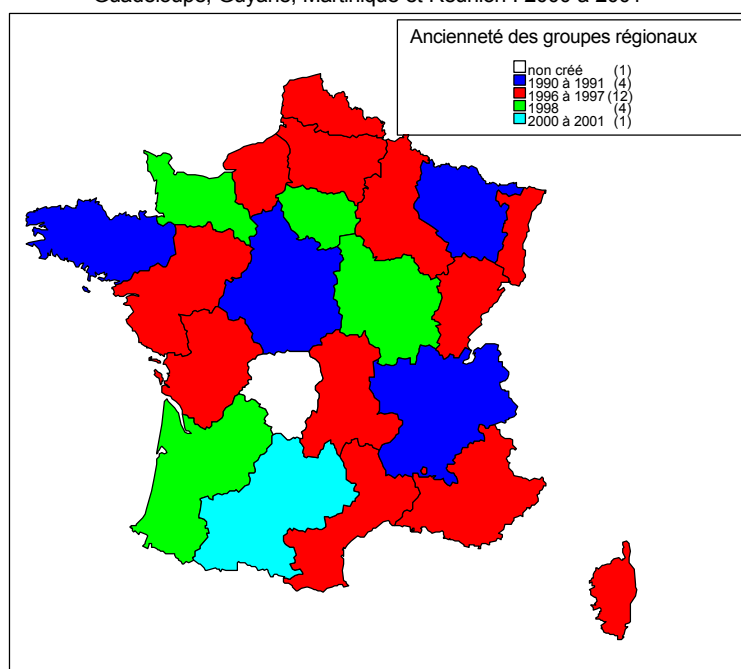 Guadeloupe, Guyane, Martinique et Réunion : 2000 à 2001
Ancienneté des groupes régionaux
non créé (1)
1990 à 1991 (4)
1996 à 1997 (12)
1998 (4)
2000 à 2001 (1)